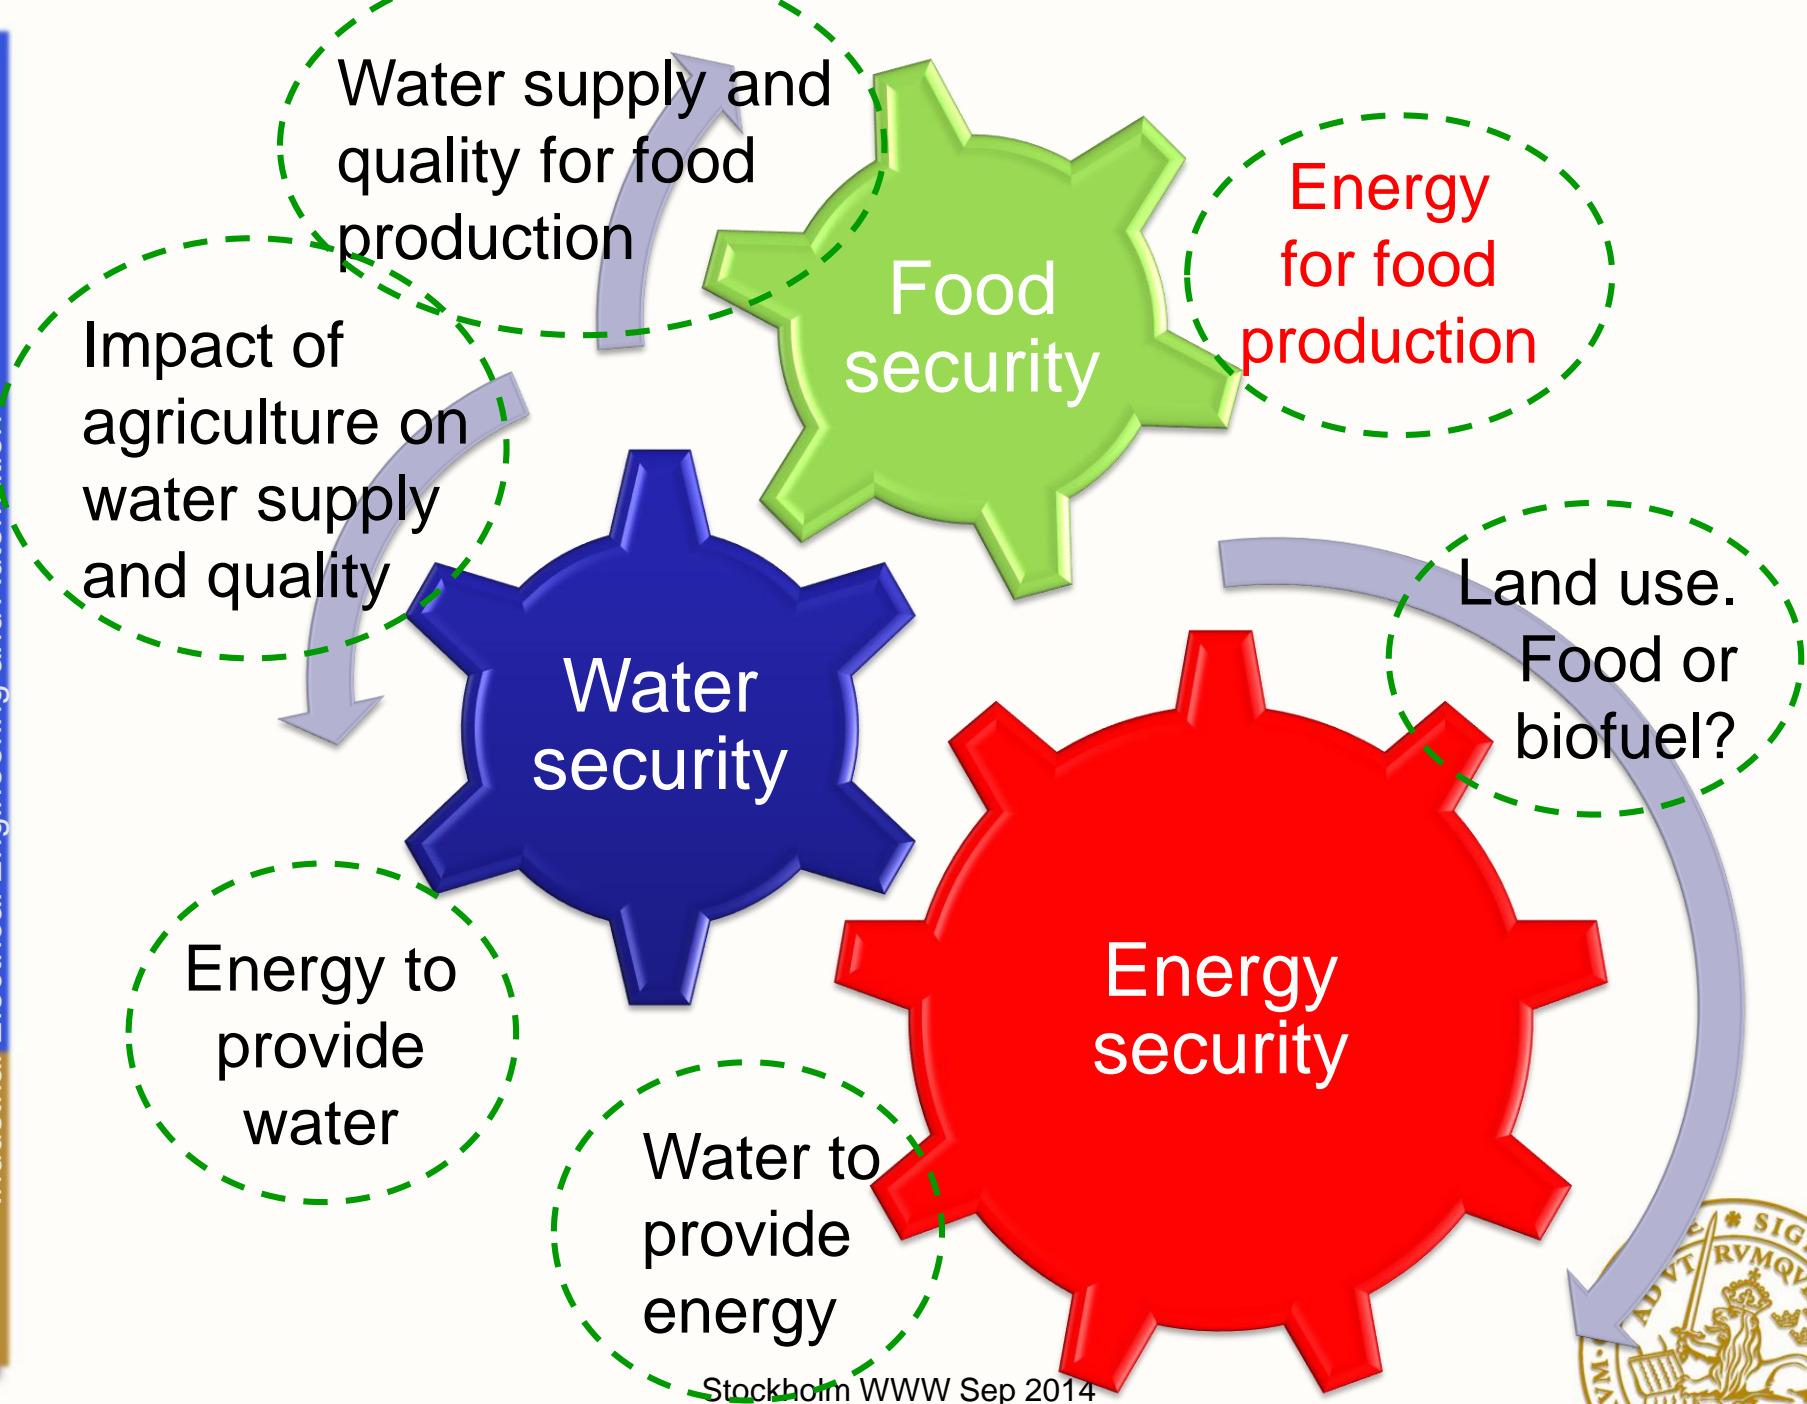 Water supply and
quality for food
production
Food
security
Energy
for food
production
Impact of
agriculture on
water supply
and quality
Water
security
Land use.
Food or
biofuel?
Energy
security
Energy to
provide
water
Water to
provide
energy
Stockholm WWW Sep 2014